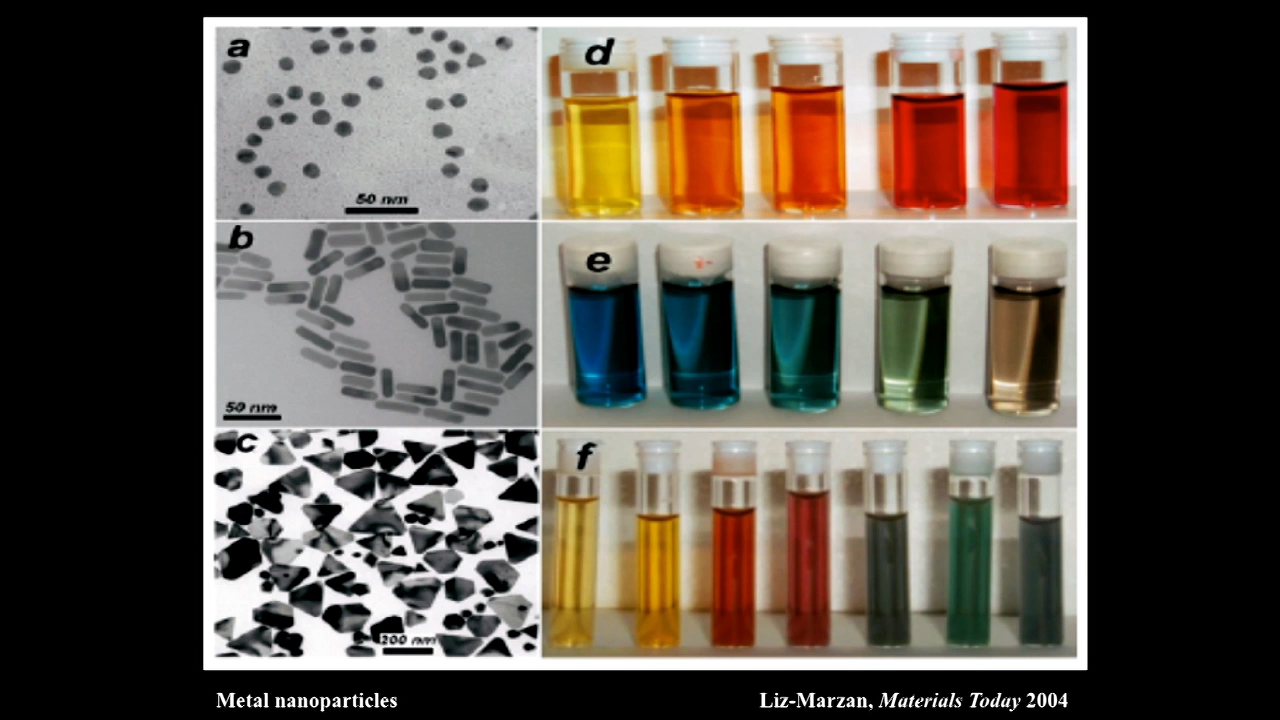 a
d
50 nm
b
e
50 nm
c
f
200 nm
Metal nanoparticles
Liz-Marzan, Materials Today 2004